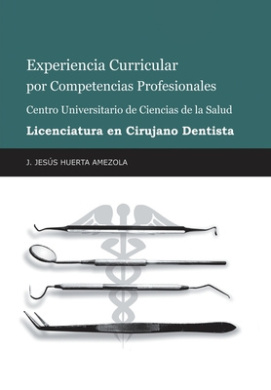 Experiencia Curricular
por Competencias Profesionales
Centro Universitario de Ciencias de la Salud
Licenciatura en Cirujano Dentista
J. JESÚS HUERTA AMEZOLA